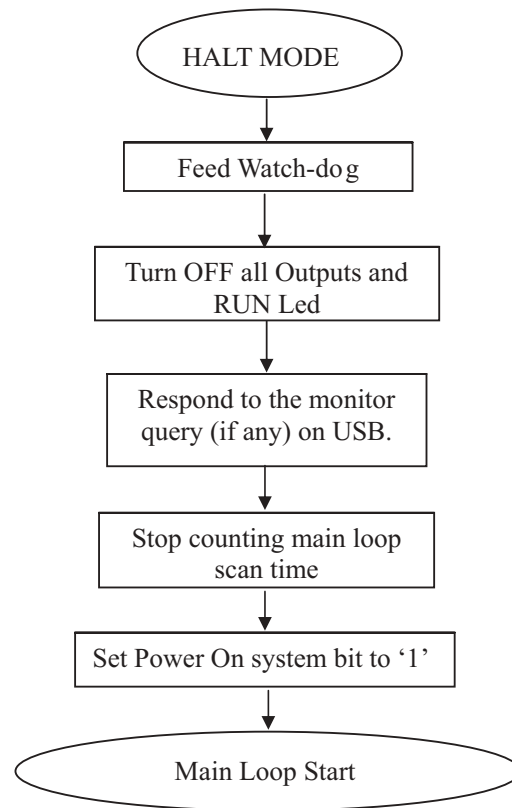 HALT MODE
Feed Watch-dog
Turn OFF all Outputs and
RUN Led
Respond to the monitor
query (if any) on USB.
Stop counting main loop
scan time
Set Power On system bit to ‘1’
Main Loop Start